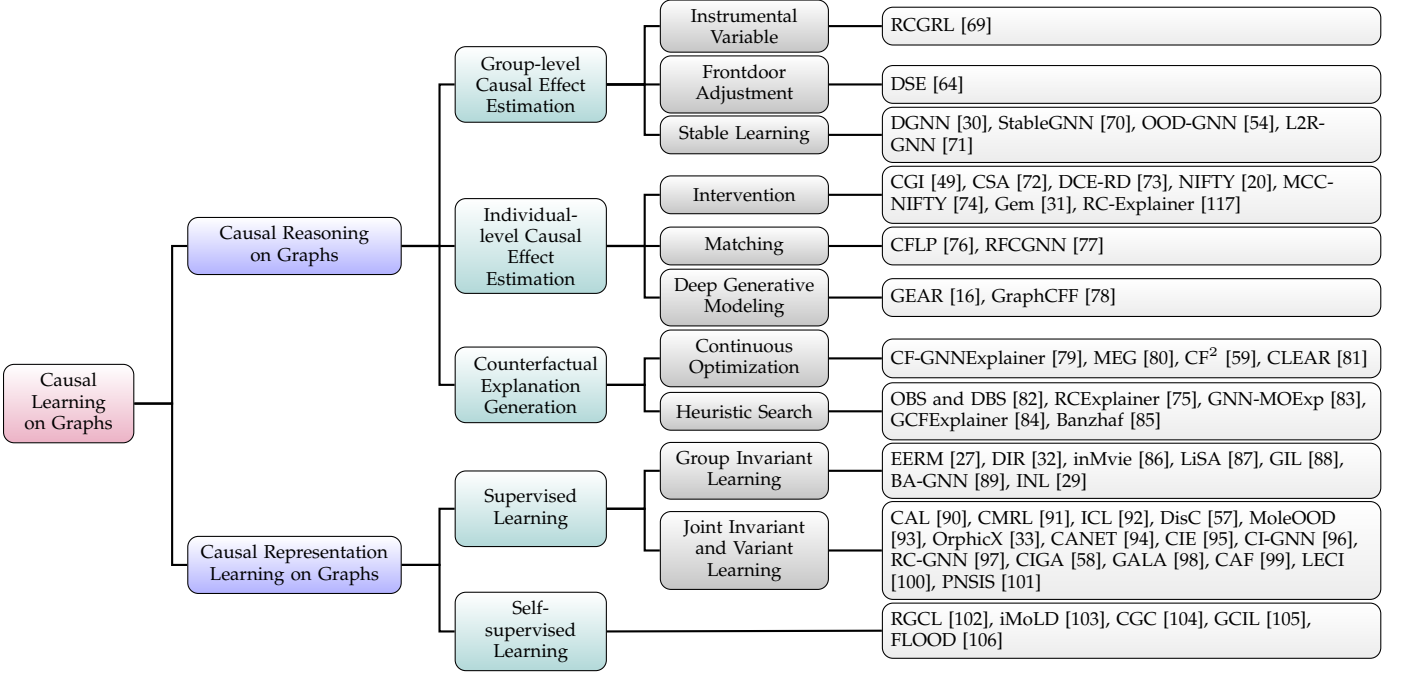 Causal
Learning
on Graphs
Causal Reasoning
on Graphs
Group-level
Causal Effect
Estimation
Instrumental
Variable
RCGRL [69]
Frontdoor
Adjustment
DSE [64]
Stable Learning
DGNN [30], StableGNN [70], OOD-GNN [54], L2R-
GNN [71]
Individual-
level Causal
Effect
Estimation
Intervention
CGI [49], CSA [72], DCE-RD [73], NIFTY [20], MCC-
NIFTY [74], Gem [31], RC-Explainer [117]
Matching
CFLP [76], RFCGNN [77]
Deep Generative
Modeling
GEAR [16], GraphCFF [78]
Counterfactual
Explanation
Generation
Continuous
Optimization
CF-GNNExplainer [79], MEG [80], CF² [59], CLEAR [81]
Heuristic Search
OBS and DBS [82], RCExplainer [75], GNN-MOExp [83],
GCFExplainer [84], Banzhaf [85]
Causal Representation
Learning on Graphs
Supervised
Learning
Group Invariant
Learning
EERM [27], DIR [32], inMvie [86], LiSA [87], GIL [88],
BA-GNN [89], INL [29]
Joint Invariant
and Variant
Learning
CAL [90], CMRL [91], ICL [92], DisC [57], MoleOOD
[93], OrphicX [33], CANET [94], CIE [95], CI-GNN [96],
RC-GNN [97], CIGA [58], GALA [98], CAF [99], LECI
[100], PNSIS [101]
Self-
supervised
Learning
RGCL [102], iMoLD [103], CGC [104], GCIL [105],
FLOOD [106]